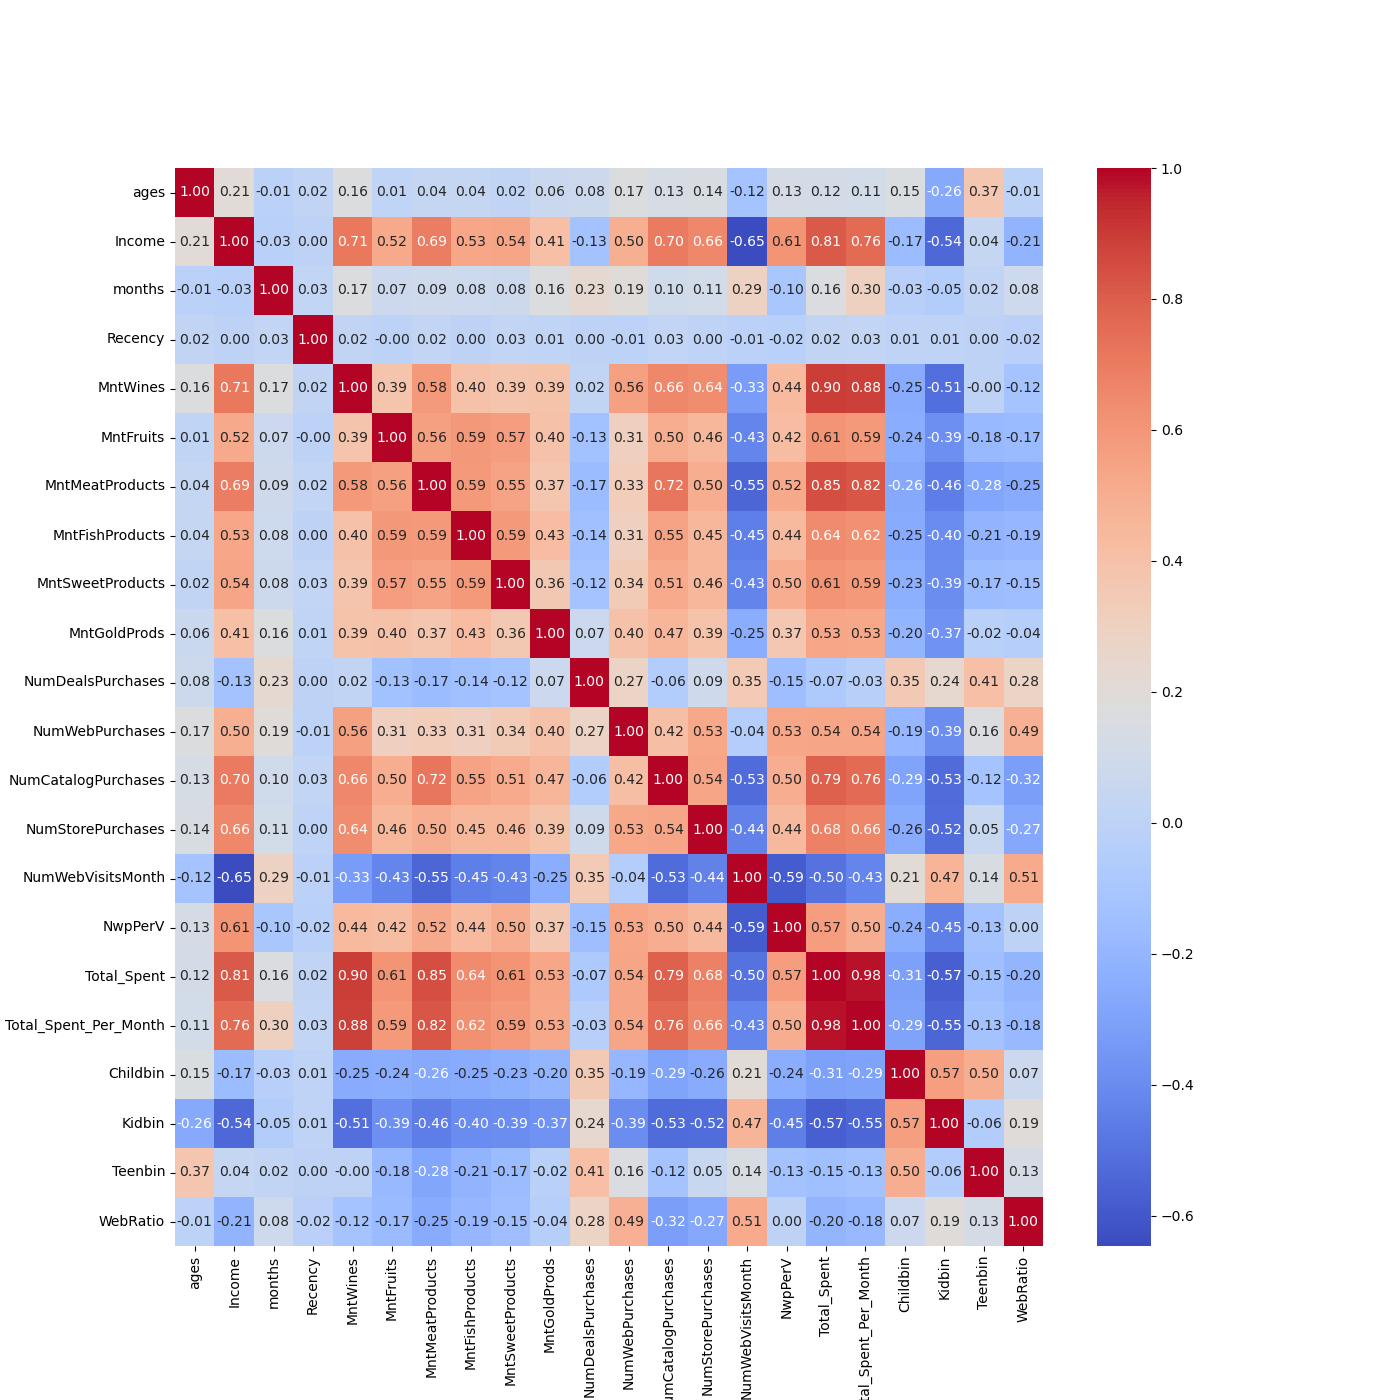 ages 1.00 0.21 -0.01 0.02 0.16 0.01 0.04 0.04 0.02 0.06 0.08 0.17 0.13 0.14 -0.12 0.13 0.12 0.11 0.15 -0.26 0.37 -0.01
Income 0.21 1.00 -0.03 0.00 0.71 0.52 0.69 0.53 0.54 0.41 -0.13 0.50 0.70 0.66 -0.65 0.61 0.81 0.76 -0.17 -0.54 0.04 -0.21
months -0.01 -0.03 1.00 0.03 0.17 0.07 0.09 0.08 0.08 0.16 0.23 0.19 0.10 0.11 0.29 -0.10 0.16 0.30 -0.03 -0.05 0.02 0.08
Recency 0.02 0.00 0.03 1.00 0.02 -0.00 0.02 0.00 0.03 0.01 0.00 -0.01 0.03 0.00 -0.01 -0.02 0.02 0.03 0.01 0.01 0.00 -0.02
MntWines 0.16 0.71 0.17 0.02 1.00 0.39 0.58 0.40 0.39 0.39 0.02 0.56 0.66 0.64 -0.33 0.44 0.90 0.88 -0.25 -0.51 -0.00 -0.12
MntFruits 0.01 0.52 0.07 -0.00 0.39 1.00 0.56 0.59 0.57 0.40 -0.13 0.31 0.50 0.46 -0.43 0.42 0.61 0.59 -0.24 -0.39 -0.18 -0.17
MntMeatProducts 0.04 0.69 0.09 0.02 0.58 0.56 1.00 0.59 0.55 0.37 -0.17 0.33 0.72 0.50 -0.55 0.52 0.85 0.82 -0.26 -0.46 -0.28 -0.25
MntFishProducts 0.04 0.53 0.08 0.00 0.40 0.59 0.59 1.00 0.59 0.43 -0.14 0.31 0.55 0.45 -0.45 0.44 0.64 0.62 -0.25 -0.40 -0.21 -0.19
MntSweetProducts 0.02 0.54 0.08 0.03 0.39 0.57 0.55 0.59 1.00 0.36 -0.12 0.34 0.51 0.46 -0.43 0.50 0.61 0.59 -0.23 -0.39 -0.17 -0.15
MntGoldProds 0.06 0.41 0.16 0.01 0.39 0.40 0.37 0.43 0.36 1.00 0.07 0.40 0.47 0.39 -0.25 0.37 0.53 0.53 -0.20 -0.37 -0.02 -0.04
NumDealsPurchases 0.08 -0.13 0.23 0.00 0.02 -0.13 -0.17 -0.14 -0.12 0.07 1.00 0.27 -0.06 0.09 0.35 -0.15 -0.07 -0.03 0.35 0.24 0.41 0.28
NumWebPurchases 0.17 0.50 0.19 -0.01 0.56 0.31 0.33 0.31 0.34 0.40 0.27 1.00 0.42 0.53 -0.04 0.53 0.54 0.54 -0.19 -0.39 0.16 0.49
NumCatalogPurchases 0.13 0.70 0.10 0.03 0.66 0.50 0.72 0.55 0.51 0.47 -0.06 0.42 1.00 0.54 -0.53 0.50 0.79 0.76 -0.29 -0.53 -0.12 -0.32
NumStorePurchases 0.14 0.66 0.11 0.00 0.64 0.46 0.50 0.45 0.46 0.39 0.09 0.53 0.54 1.00 -0.44 0.44 0.68 0.66 -0.26 -0.52 0.05 -0.27
NumWebVisitsMonth -0.12 -0.65 0.29 -0.01 -0.33 -0.43 -0.55 -0.45 -0.43 -0.25 0.35 -0.04 -0.53 -0.44 1.00 -0.59 -0.50 -0.43 0.21 0.47 0.14 0.51
NwpPerV 0.13 0.61 -0.10 -0.02 0.44 0.42 0.52 0.44 0.50 0.37 -0.15 0.53 0.50 0.44 -0.59 1.00 0.57 0.50 -0.24 -0.45 -0.13 0.00
Total_Spent 0.12 0.81 0.16 0.02 0.90 0.61 0.85 0.64 0.61 0.53 -0.07 0.54 0.79 0.68 -0.50 0.57 1.00 0.98 -0.31 -0.57 -0.15 -0.20
Total_Spent_Per_Month 0.11 0.76 0.30 0.03 0.88 0.59 0.82 0.62 0.59 0.53 -0.03 0.54 0.76 0.66 -0.43 0.50 0.98 1.00 -0.29 -0.55 -0.13 -0.18
Childbin 0.15 -0.17 -0.03 0.01 -0.25 -0.24 -0.26 -0.25 -0.23 -0.20 0.35 -0.19 -0.29 -0.26 0.21 -0.24 -0.31 -0.29 1.00 0.57 0.50 0.07
Kidbin -0.26 -0.54 -0.05 0.01 -0.51 -0.39 -0.46 -0.40 -0.39 -0.37 0.24 -0.39 -0.53 -0.52 0.47 -0.45 -0.57 -0.55 0.57 1.00 -0.06 0.19
Teenbin 0.37 0.04 0.02 0.00 -0.00 -0.18 -0.28 -0.21 -0.17 -0.02 0.41 0.16 -0.12 0.05 0.14 -0.13 -0.15 -0.13 0.50 -0.06 1.00 0.13
WebRatio -0.01 -0.21 0.08 -0.02 -0.12 -0.17 -0.25 -0.19 -0.15 -0.04 0.28 0.49 -0.32 -0.27 0.51 0.00 -0.20 -0.18 0.07 0.19 0.13 1.00
ages
Income
months
Recency
MntWines
MntFruits
MntMeatProducts
MntFishProducts
MntSweetProducts
MntGoldProds
NumDealsPurchases
NumWebPurchases
umCatalogPurchases
NumStorePurchases
NumWebVisitsMonth
NwpPerV
Total_Spent
tal_Spent_Per_Month
Childbin
Kidbin
Teenbin
WebRatio
1.0
0.8
0.6
0.4
0.2
0.0
−0.2
−0.4
−0.6